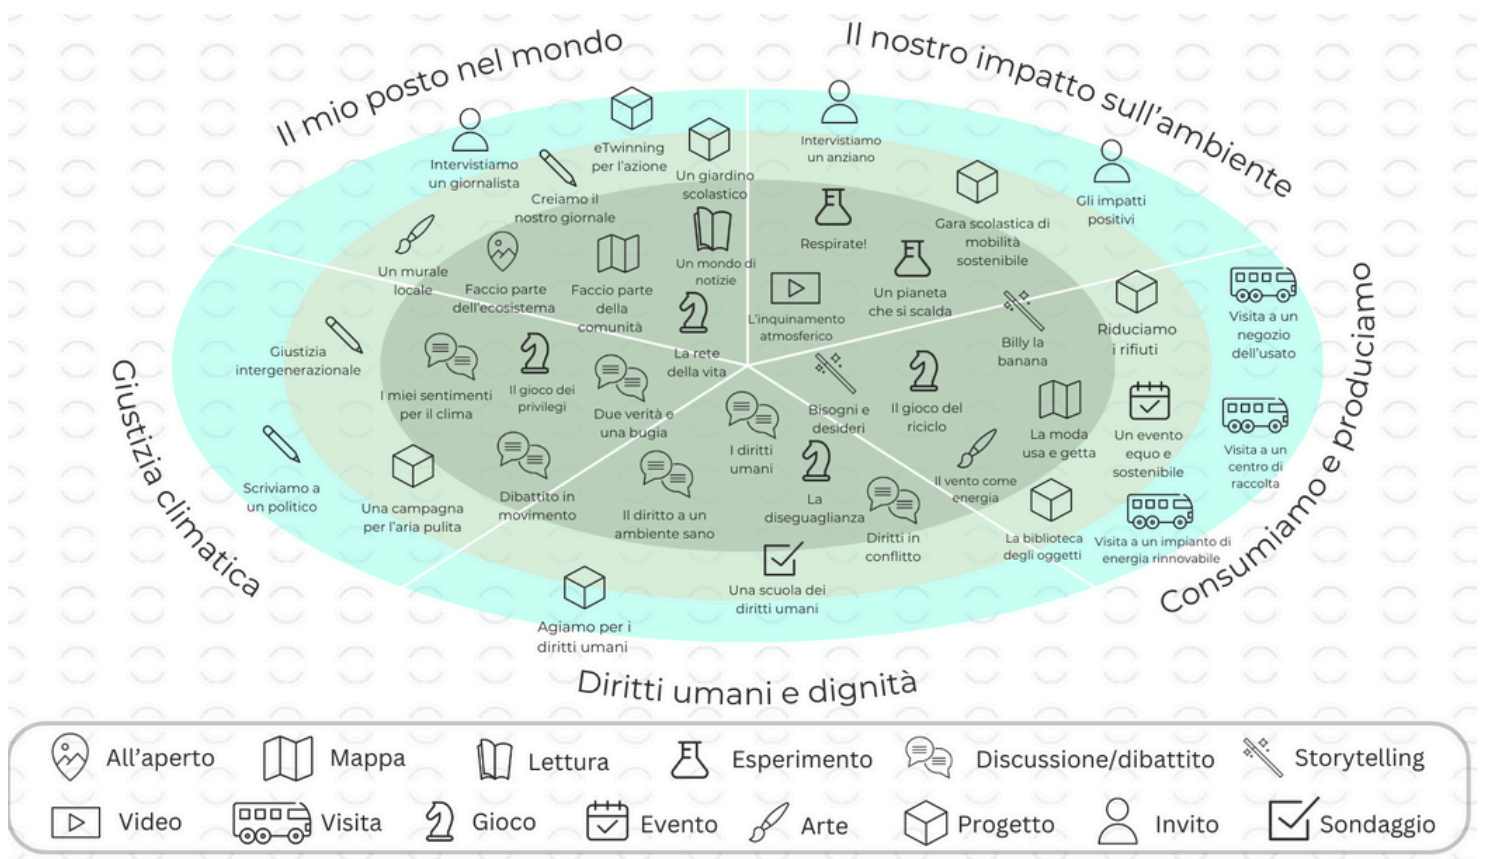 Il mio posto nel mondo
Il nostro impatto sull'ambiente
Intervistiamo
un giornalista
eTwinning
per l'azione
Un giardino
scolastico
Creiamo il
nostro giornale
Un murale
locale
Faccio parte
dell'ecosistema
Faccio parte
della
comunità
Un mondo di
notizie
La rete
della vita
Intervistiamo
un anziano
Gli impatti
positivi
Gara scolastica di
mobilità
sostenibile
Respirate!
Un pianeta
che si scalda
L'inquinamento
atmosferico
Consumiamo e produciamo
Visita a un
negozio
dell'usato
Riduciamo
i rifiuti
Billy la
banana
Bisogni e
desideri
Il gioco del
riciclo
La moda
usa e getta
Un evento
equo e
sostenibile
Visita a un
centro di
raccolta
Il vento come
energia
La biblioteca
degli oggetti
Visita a un impianto di
energia rinnovabile
Giustizia climatica
Giustizia
intergenerazionale
I miei sentimenti
per il clima
Il gioco dei
privilegi
Due verità e
una bugia
Scriviamo a
un politico
Una campagna
per l'aria pulita
Dibattito in
movimento
Diritti umani e dignità
I diritti
umani
Il diritto a un
ambiente sano
La
diseguaglianza
Diritti in
conflitto
Una scuola dei
diritti umani
Agiamo per i
diritti umani
All'aperto
Mappa
Lettura
Esperimento
Discussione/dibattito
Storytelling
Video
Visita
Gioco
Evento
Arte
Progetto
Invito
Sondaggio